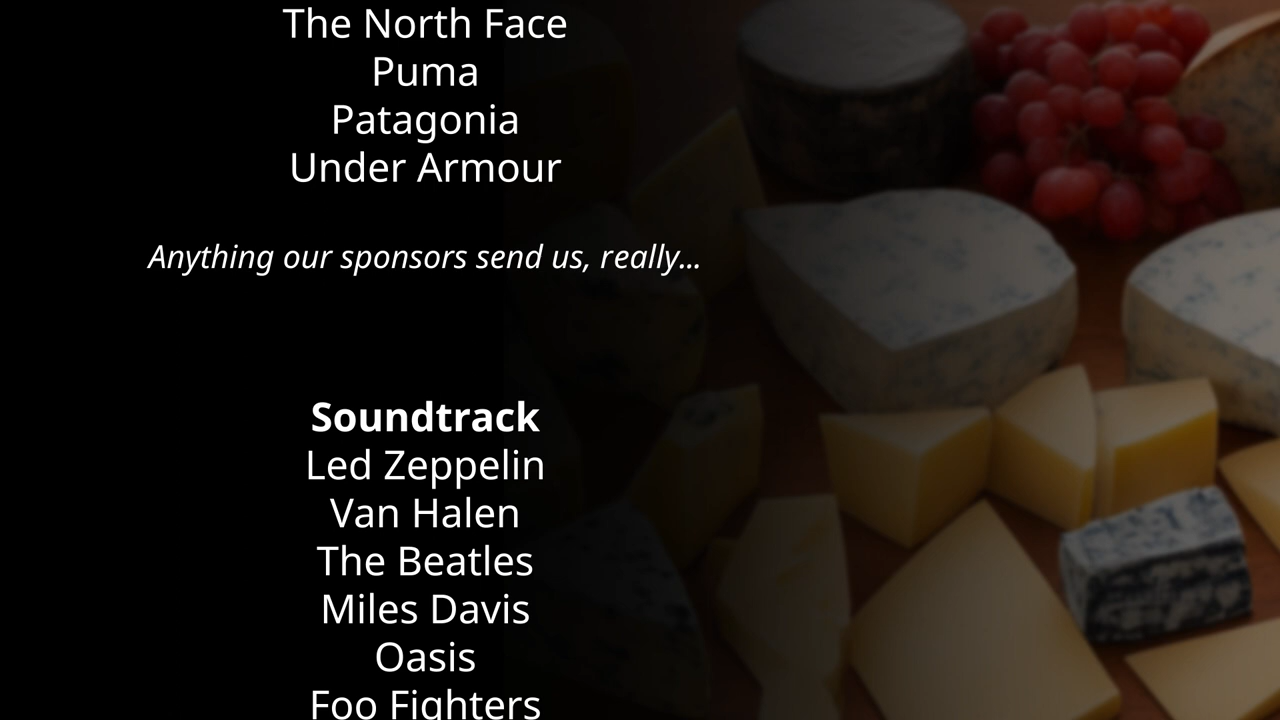 The North Face
Puma
Patagonia
Under Armour
Anything our sponsors send us, really...
Soundtrack
Led Zeppelin
Van Halen
The Beatles
Miles Davis
Oasis
Foo Fighters